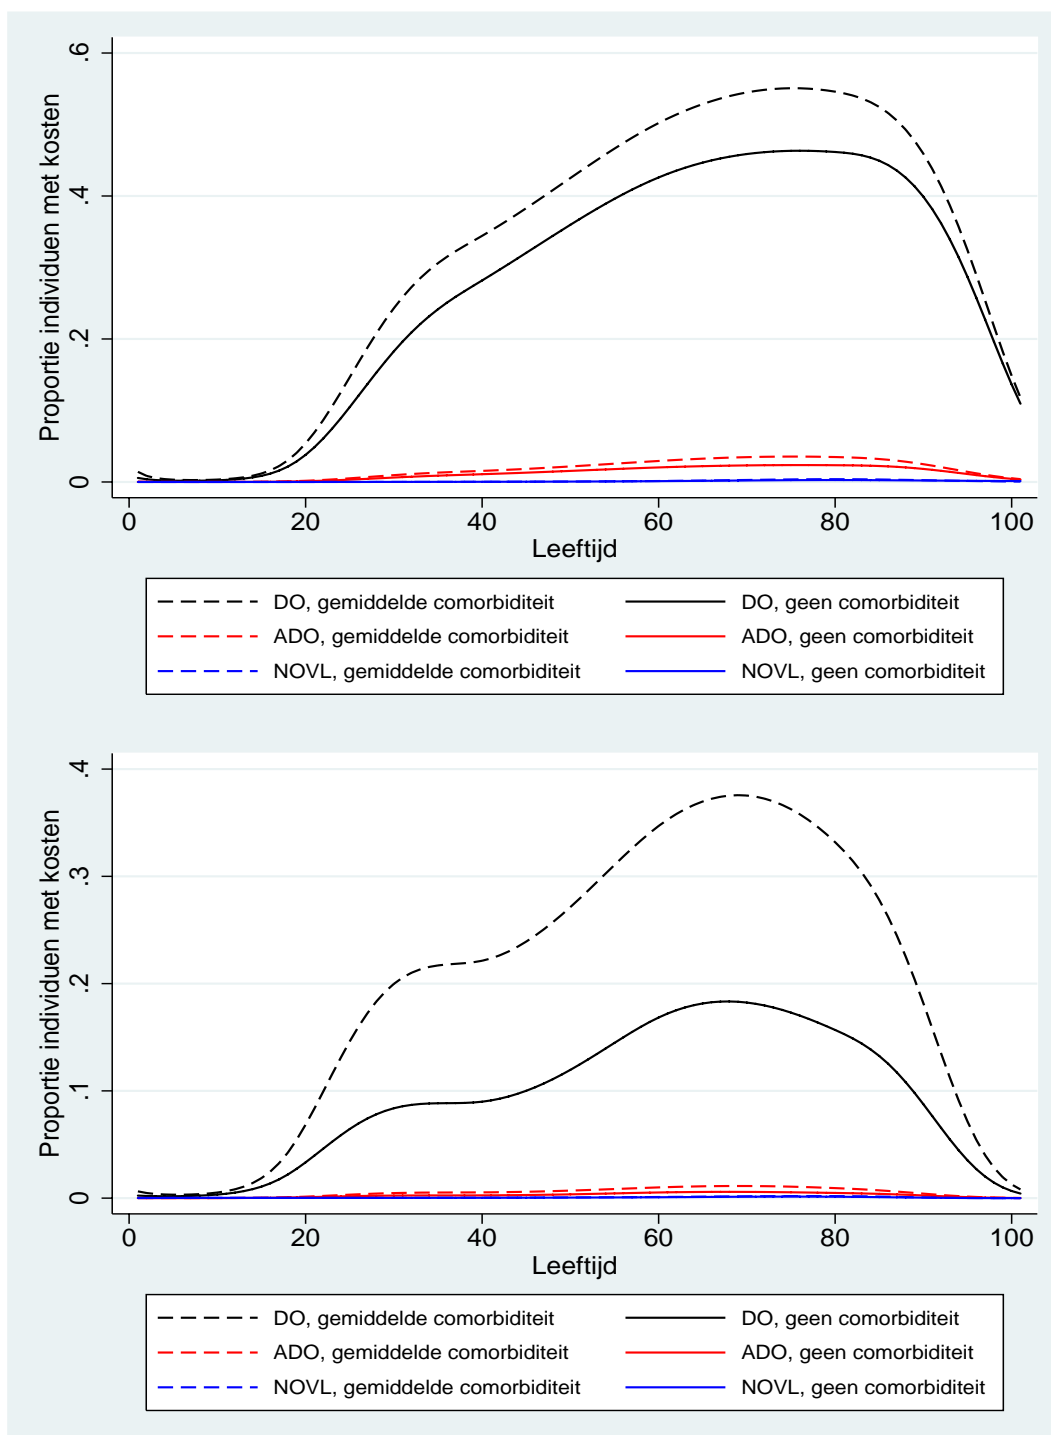 Proportie individuen met kosten
.6
.4
.2
0
0 20 40 60 80 100
Leeftijd
DO, gemiddelde comorbiditeit DO, geen comorbiditeit
ADO, gemiddelde comorbiditeit ADO, geen comorbiditeit
NOVL, gemiddelde comorbiditeit NOVL, geen comorbiditeit
Proportie individuen met kosten
.4
.3
.2
.1
0
0 20 40 60 80 100
Leeftijd
DO, gemiddelde comorbiditeit DO, geen comorbiditeit
ADO, gemiddelde comorbiditeit ADO, geen comorbiditeit
NOVL, gemiddelde comorbiditeit NOVL, geen comorbiditeit